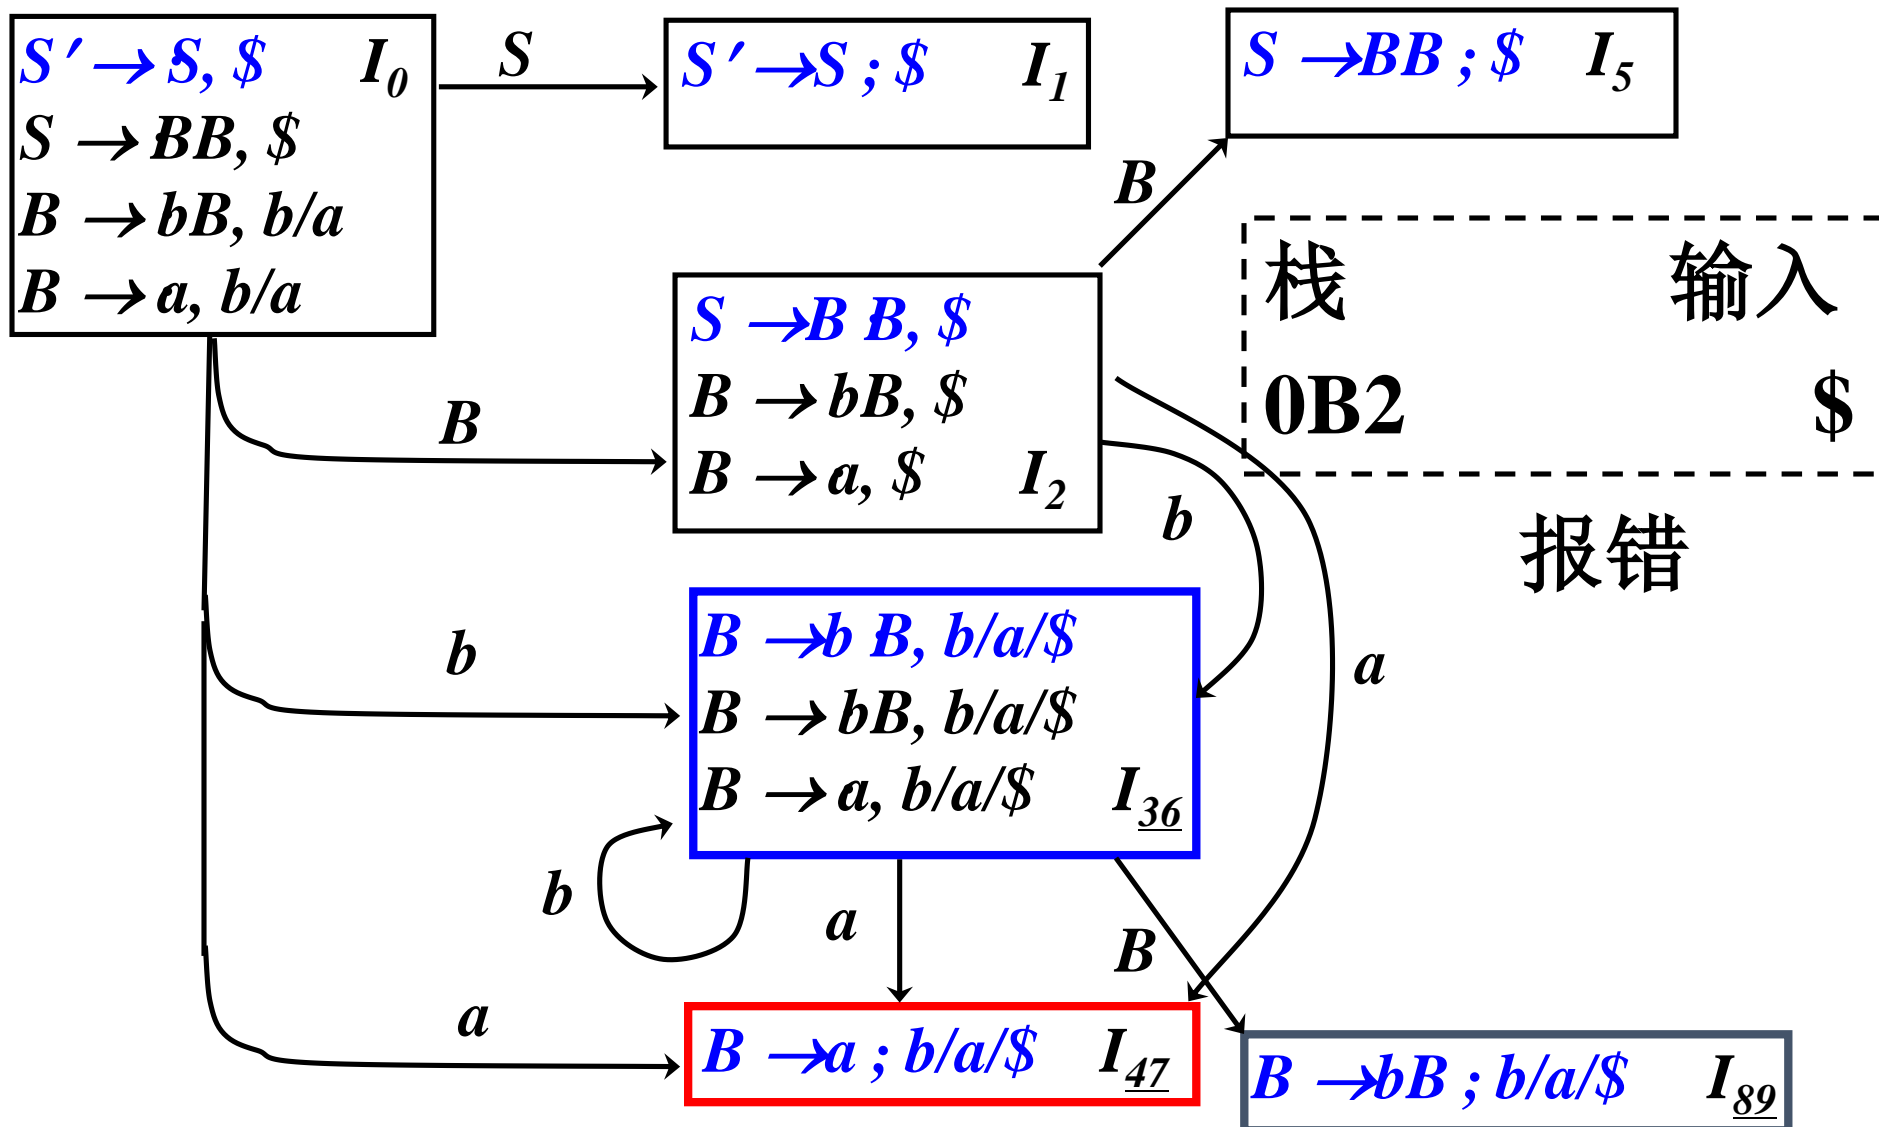 S′ → ·S, $ I0
S → ·BB, $
B → ·bB, b/a
B → ·a, b/a
S
S′ →S ; $ I1
S →BB ; $ I5
B
栈 输入
0B2 $
报错
B
S →B ·B, $
B → ·bB, $
B → ·a, $ I2
b
a
b
B →b ·B, b/a/$
B → ·bB, b/a/$
B → ·a, b/a/$ I36
b
a
B
a
B →a ; b/a/$ I47
B →bB ; b/a/$ I89